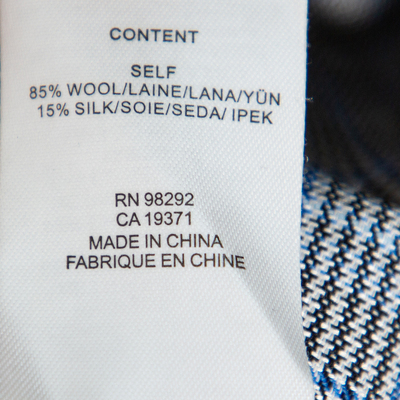 CONTENT
SELF
85% WOOL/LAINE/LANA/YÜN
15% SILK/SOIE/SEDA/ IPEK
RN 98292
CA 19371
MADE IN CHINA
FABRIQUE EN CHINE